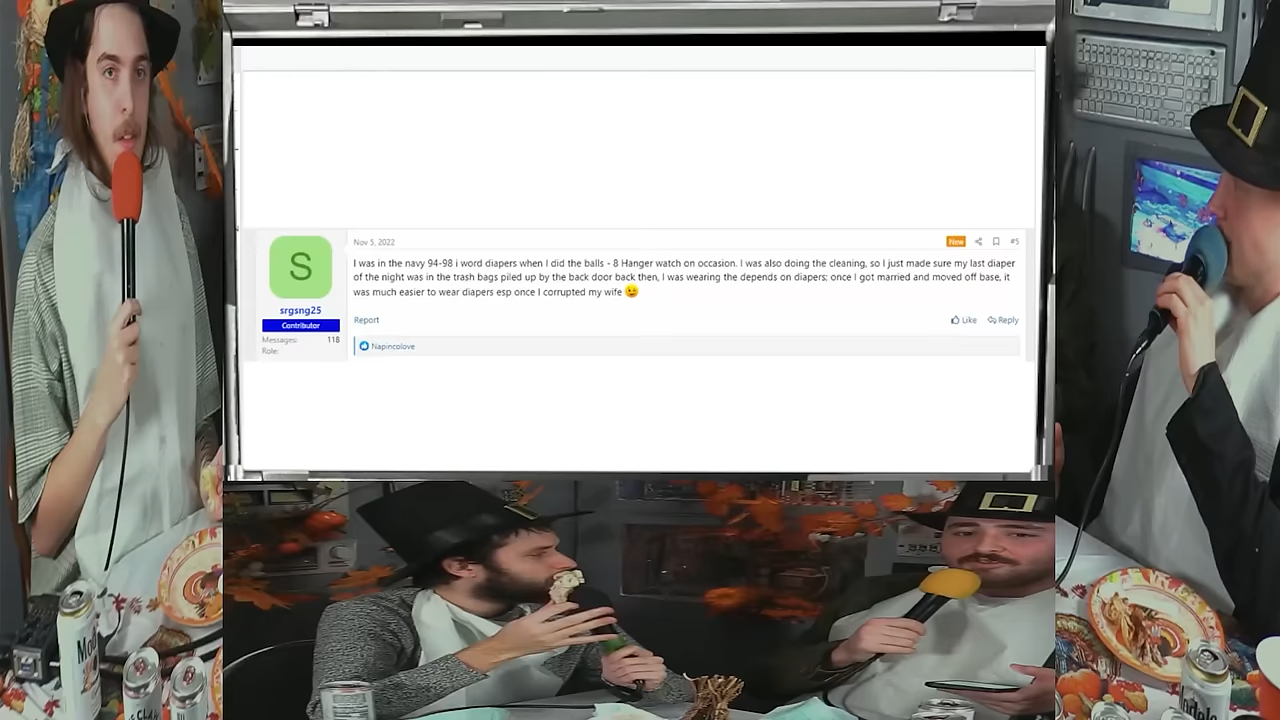 S
srgsng25
Contributor
Messages: 118
Role:
Nov 5, 2022
New
#5
I was in the navy 94-98 i word diapers when I did the balls - 8 Hanger watch on occasion. I was also doing the cleaning, so I just made sure my last diaper
of the night was in the trash bags piled up by the back door back then, I was wearing the depends on diapers; once I got married and moved off base, it
was much easier to wear diapers esp once I corrupted my wife 😉
Report
Like
Reply
Napincolove